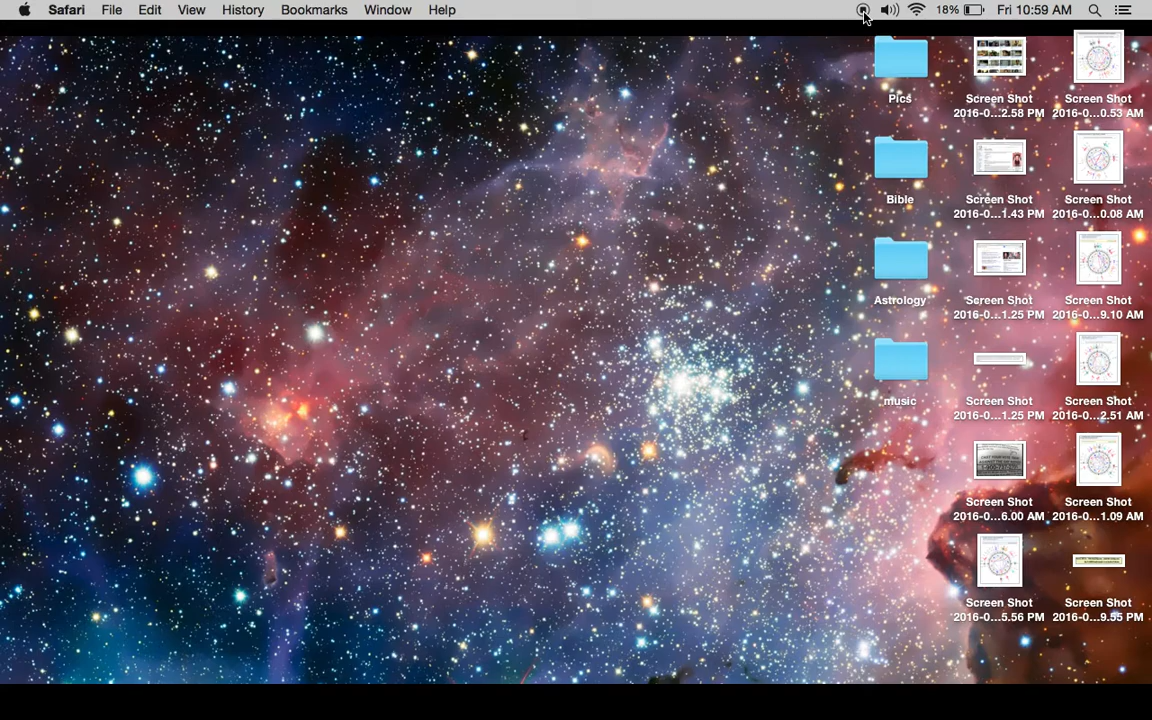 Safari File Edit View History Bookmarks Window Help 18% Fri 10:59 AM
Pics
Screen Shot
2016-0...2.58 PM
Screen Shot
2016-0...0.53 AM
Bible
Screen Shot
2016-0...1.43 PM
Screen Shot
2016-0...0.08 AM
Astrology
Screen Shot
2016-0...1.25 PM
Screen Shot
2016-0...9.10 AM
music
Screen Shot
2016-0...1.25 PM
Screen Shot
2016-0...2.51 AM
Screen Shot
2016-0...6.00 AM
Screen Shot
2016-0...1.09 AM
Screen Shot
2016-0...5.56 PM
Screen Shot
2016-0...9.55 PM